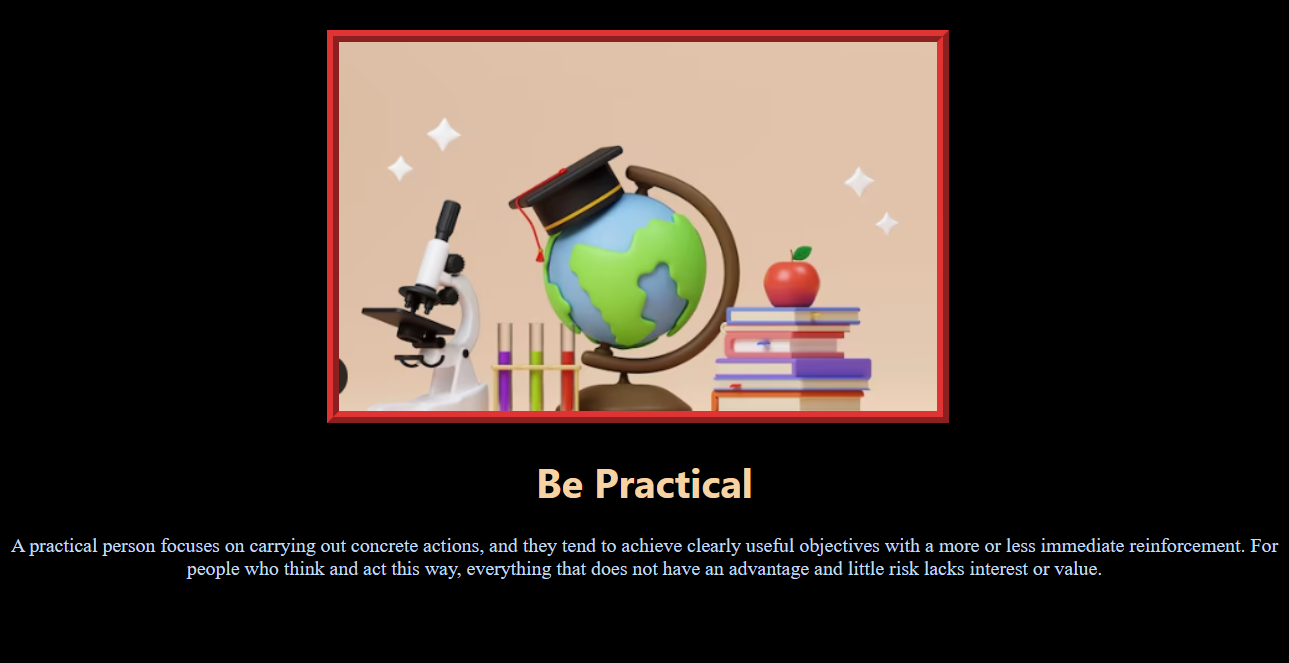 Be Practical
A practical person focuses on carrying out concrete actions, and they tend to achieve clearly useful objectives with a more or less immediate reinforcement. For
people who think and act this way, everything that does not have an advantage and little risk lacks interest or value.